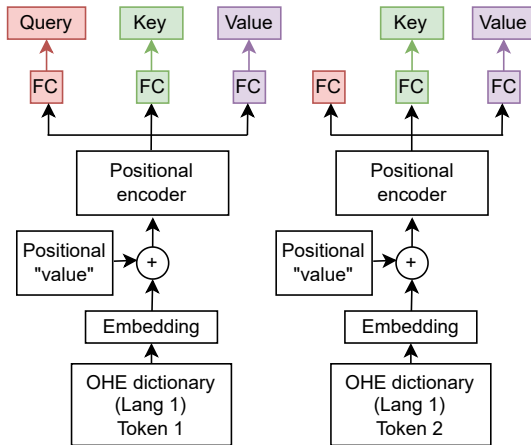 Query
Key
Value
Key
Value
FC
FC
FC
FC
FC
FC
Positional
encoder
Positional
encoder
Positional
"value"
+
Positional
"value"
+
Embedding
Embedding
OHE dictionary
(Lang 1)
Token 1
OHE dictionary
(Lang 1)
Token 2